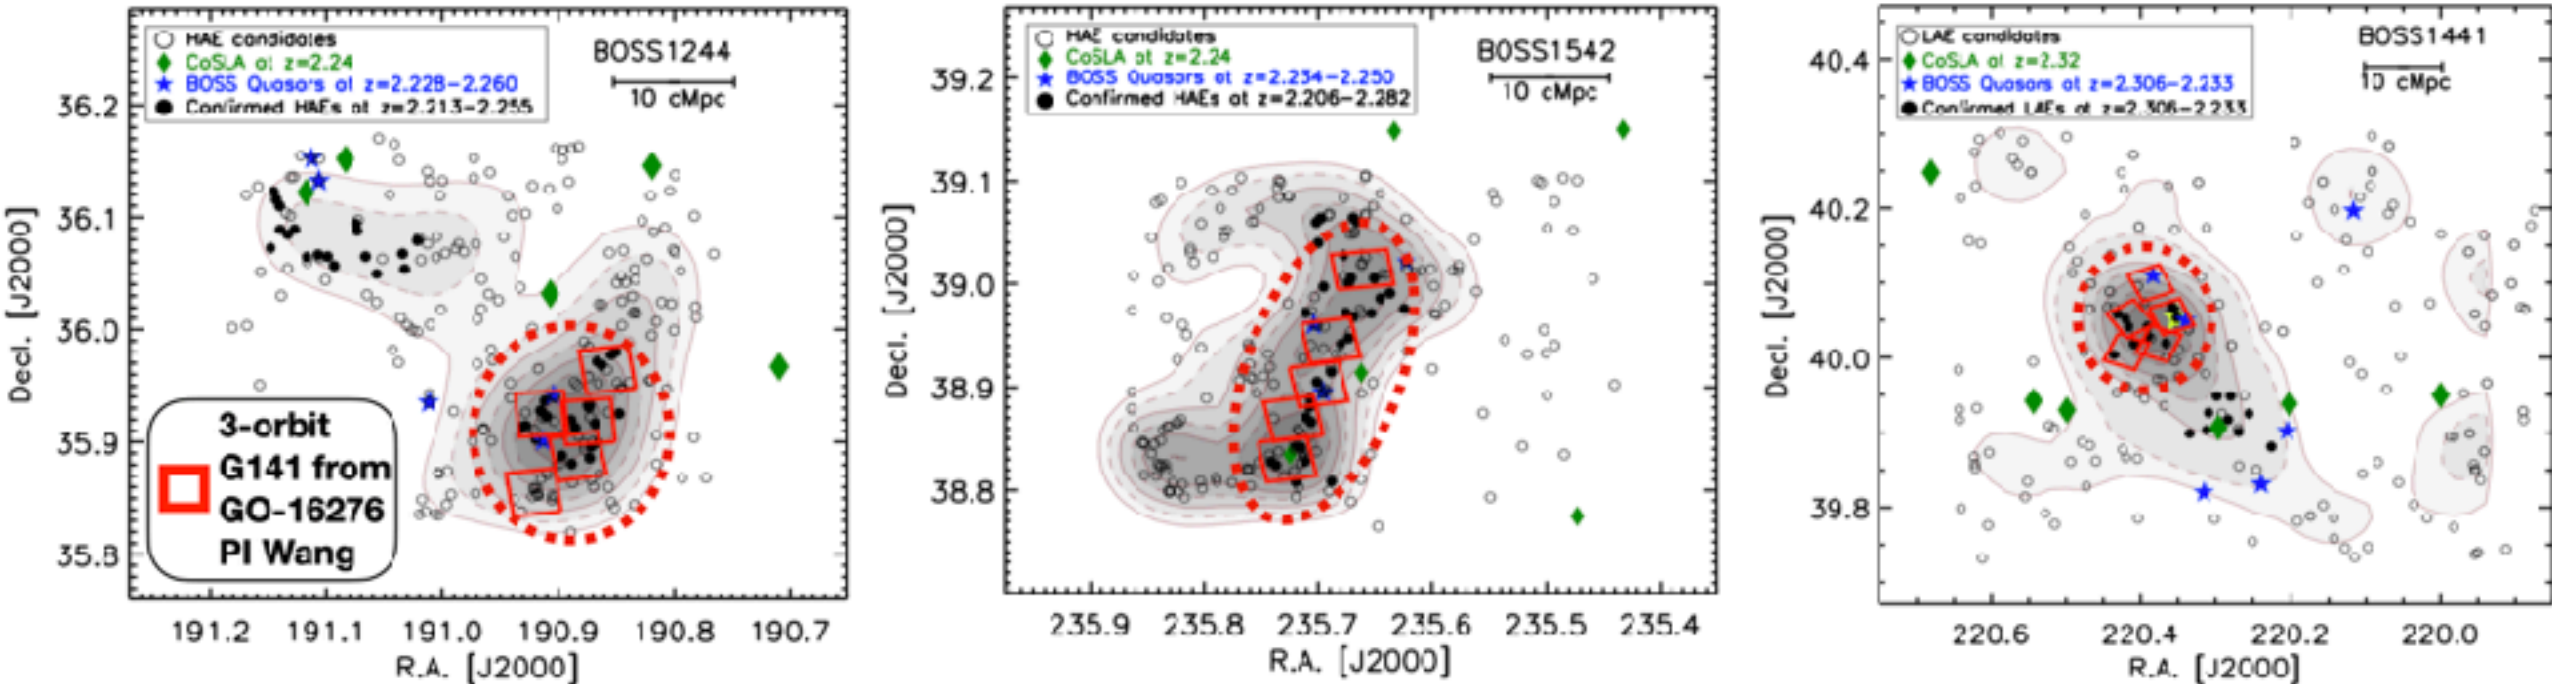 HAE candidates
CoSLA at z=2.24
BOSS Quasars at z=2.228-2.260
Confirmed HAEs at z=2.213-2.255
BOSS1244
10 cMpc
36.2
36.1
36.0
35.9
35.8
Decl. [J2000]
3-orbit
G141 from
GO-16276
PI Wang
191.2 191.1 191.0 190.9 190.8 190.7
R.A. [J2000]
HAE candidates
CoSLA at z=2.24
BOSS Quasars at z=2.234-2.250
Confirmed HAEs at z=2.206-2.282
BOSS1542
10 cMpc
39.2
39.1
39.0
38.9
38.8
Decl. [J2000]
235.9 235.8 235.7 235.6 235.5 235.4
R.A. [J2000]
LAE candidates
CoSLA at z=2.32
BOSS Quasars at z=2.306-2.233
Confirmed LAEs at z=2.306-2.233
BOSS1441
10 cMpc
40.4
40.2
40.0
39.8
Decl. [J2000]
220.6 220.4 220.2 220.0
R.A. [J2000]